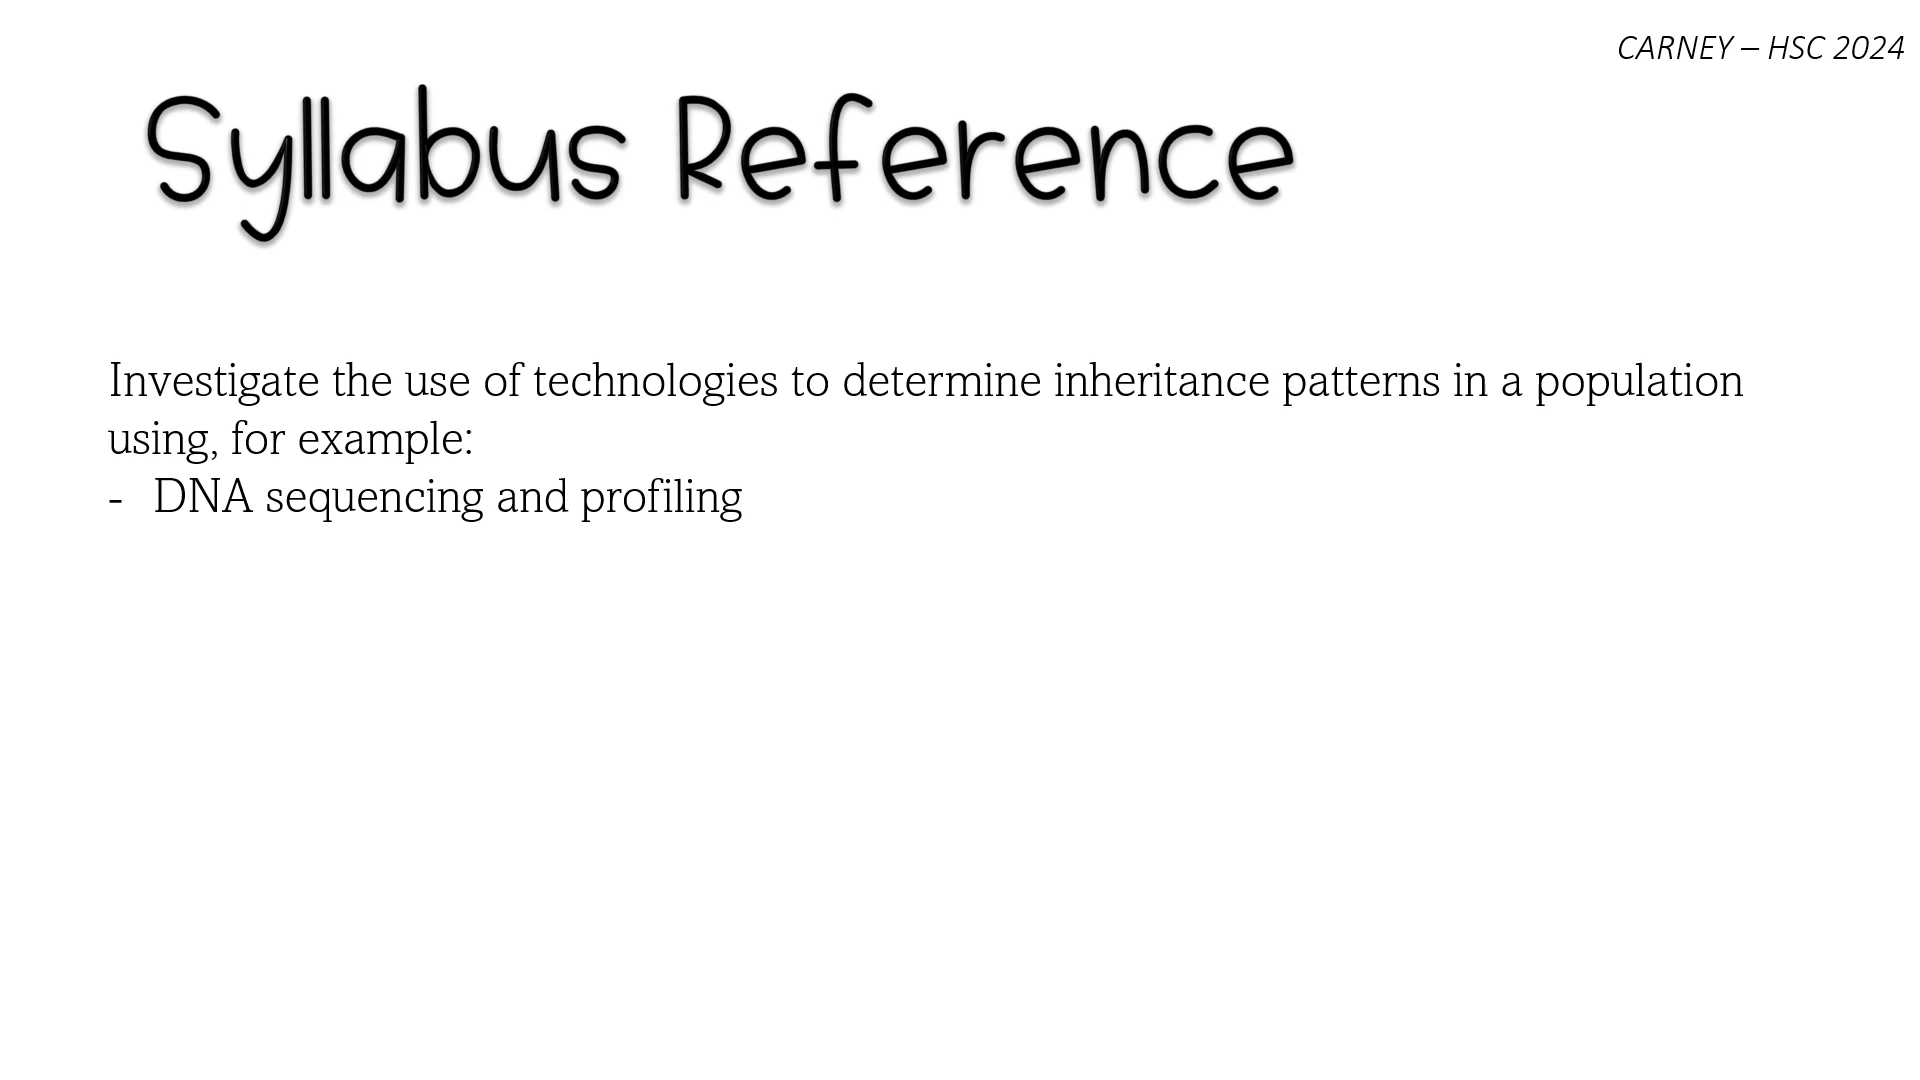 CARNEY – HSC 2024
Syllabus Reference
Investigate the use of technologies to determine inheritance patterns in a population
using, for example:
- DNA sequencing and profiling